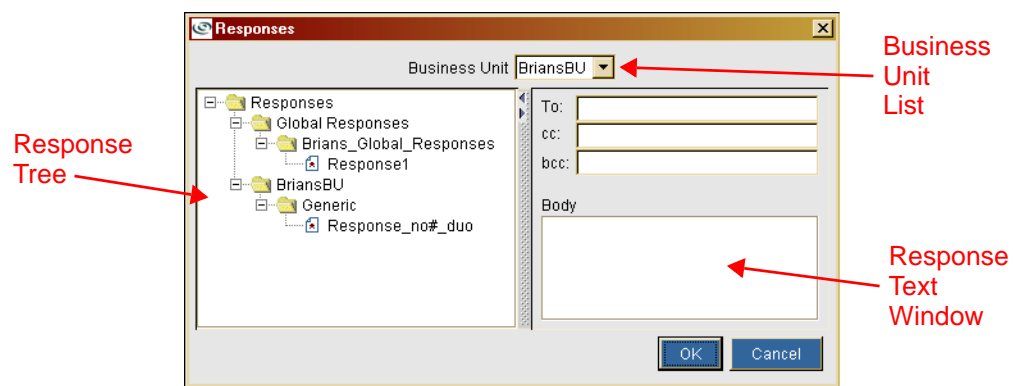 Responses
Business Unit BriansBU
Business
Unit
List
Responses
Global Responses
Brians_Global_Responses
Response1
BriansBU
Generic
Response_no#_duo
Response
Tree
To:
cc:
bcc:
Body
Response
Text
Window
OK Cancel